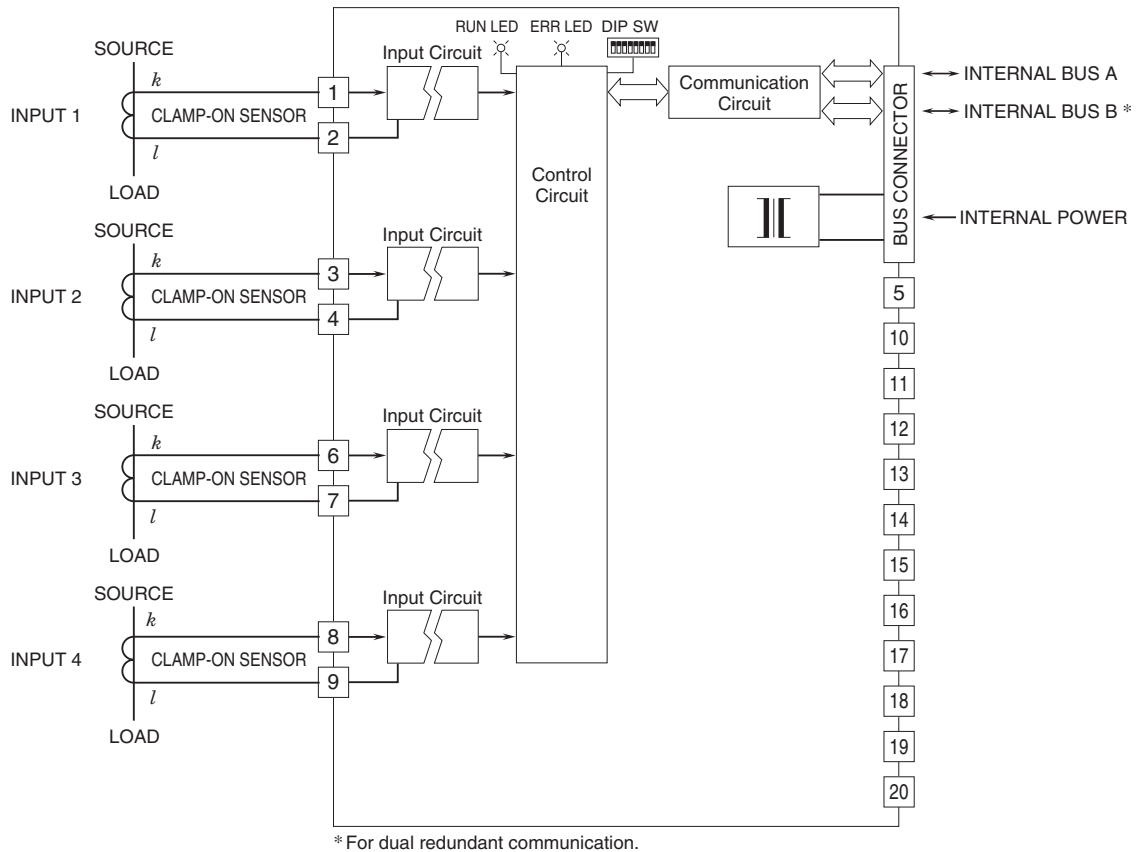 RUN LED ERR LED DIP SW
SOURCE
Input Circuit
k
1
INPUT 1
CLAMP-ON SENSOR
2
l
LOAD
Control
Circuit
Communication
Circuit
BUS CONNECTOR
INTERNAL BUS A
INTERNAL BUS B *
INTERNAL POWER
SOURCE
Input Circuit
k
3
INPUT 2
CLAMP-ON SENSOR
4
l
LOAD
SOURCE
Input Circuit
k
6
INPUT 3
CLAMP-ON SENSOR
7
l
LOAD
SOURCE
Input Circuit
k
8
INPUT 4
CLAMP-ON SENSOR
9
l
LOAD
5
10
11
12
13
14
15
16
17
18
19
20
* For dual redundant communication.